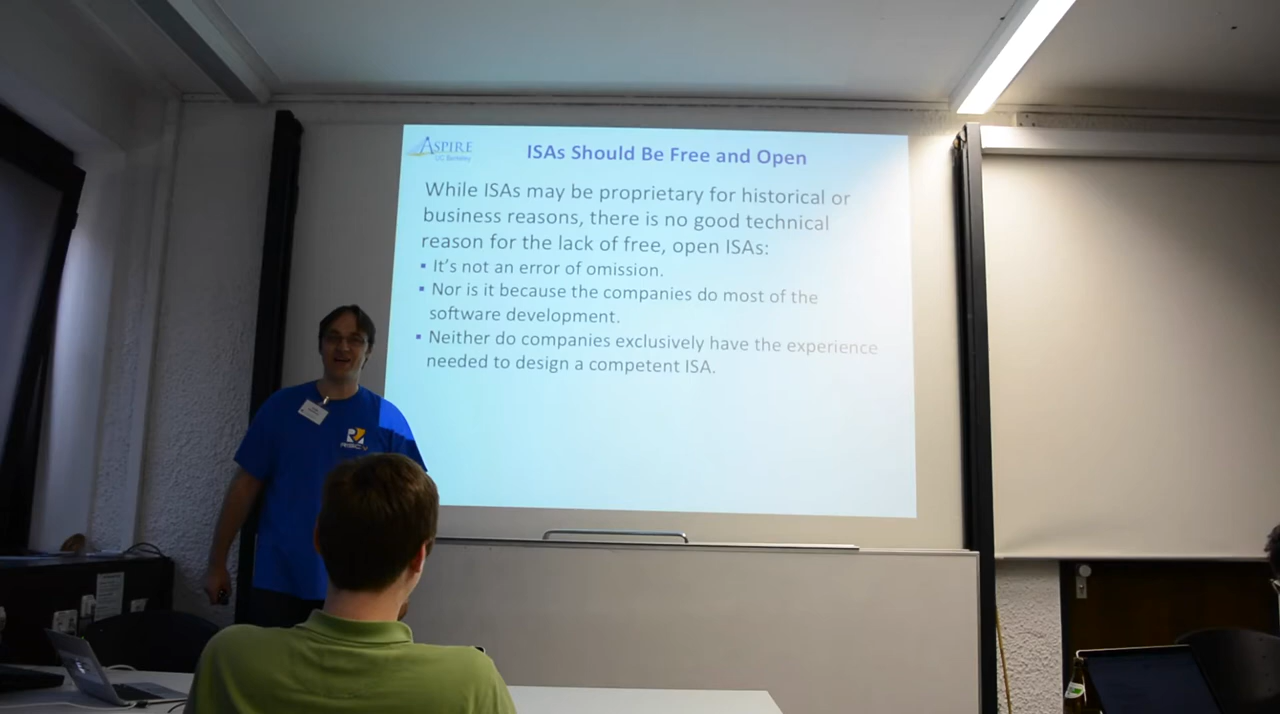 ASPIRE
UC Berkeley
ISAs Should Be Free and Open
While ISAs may be proprietary for historical or
business reasons, there is no good technical
reason for the lack of free, open ISAs:
▪ It’s not an error of omission.
▪ Nor is it because the companies do most of the
software development.
▪ Neither do companies exclusively have the experience
needed to design a competent ISA.
RISC-V